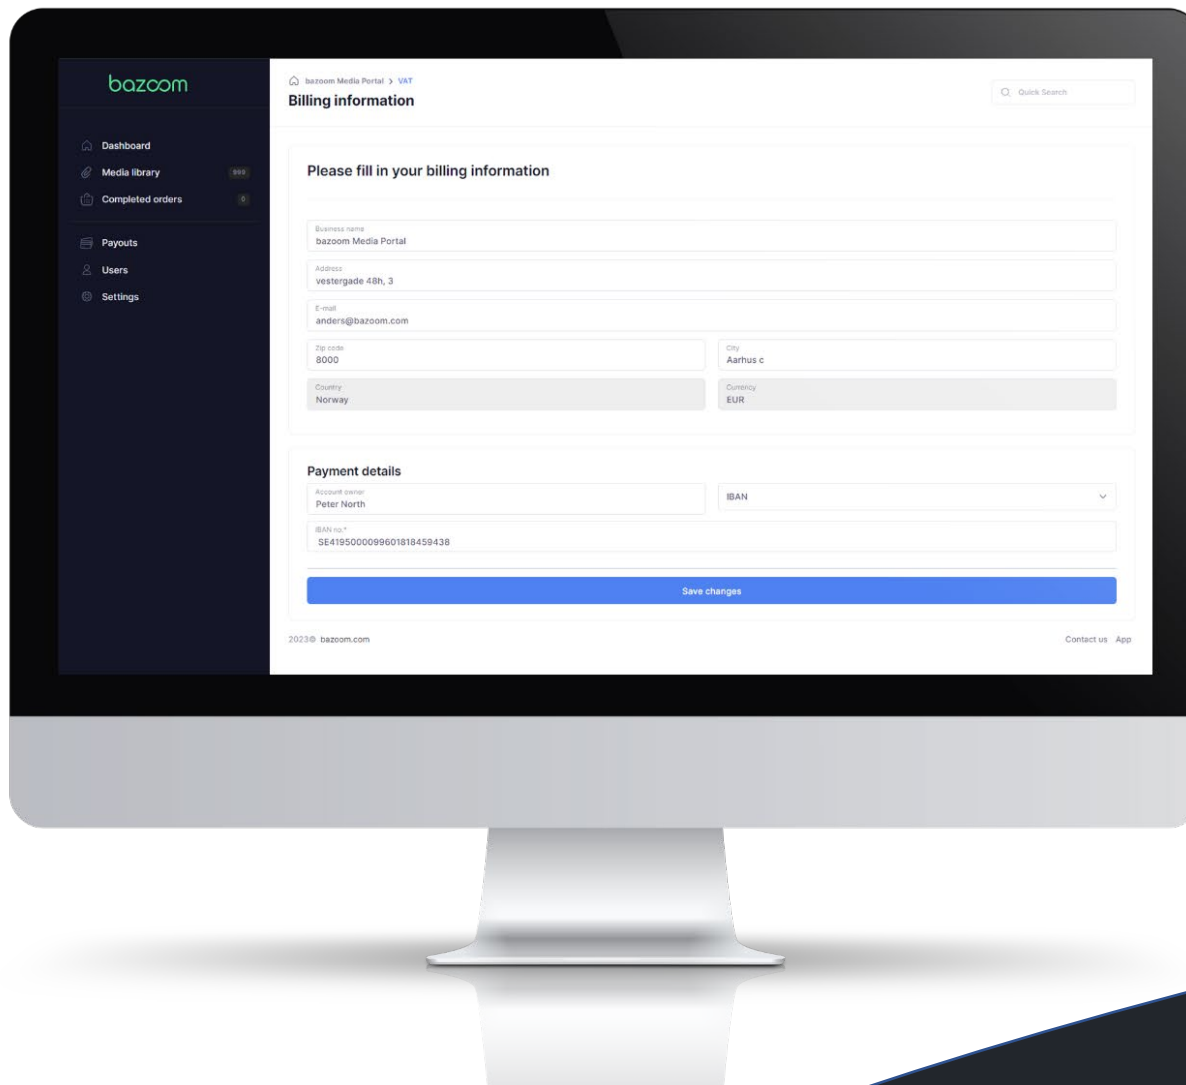 bazoom
bazoom Media Portal > VAT
Billing information
Quick Search
Dashboard
Media library 999
Completed orders 0
Payouts
Users
Settings
Please fill in your billing information
Business name
bazoom Media Portal
Address
vestergade 48h, 3
E-mail
anders@bazoom.com
Zip code
8000
City
Aarhus c
Country
Norway
Currency
EUR
Payment details
Account owner
Peter North
IBAN
IBAN no.*
SE4195000099601818459438
Save changes
2023© bazoom.com
Contact us App